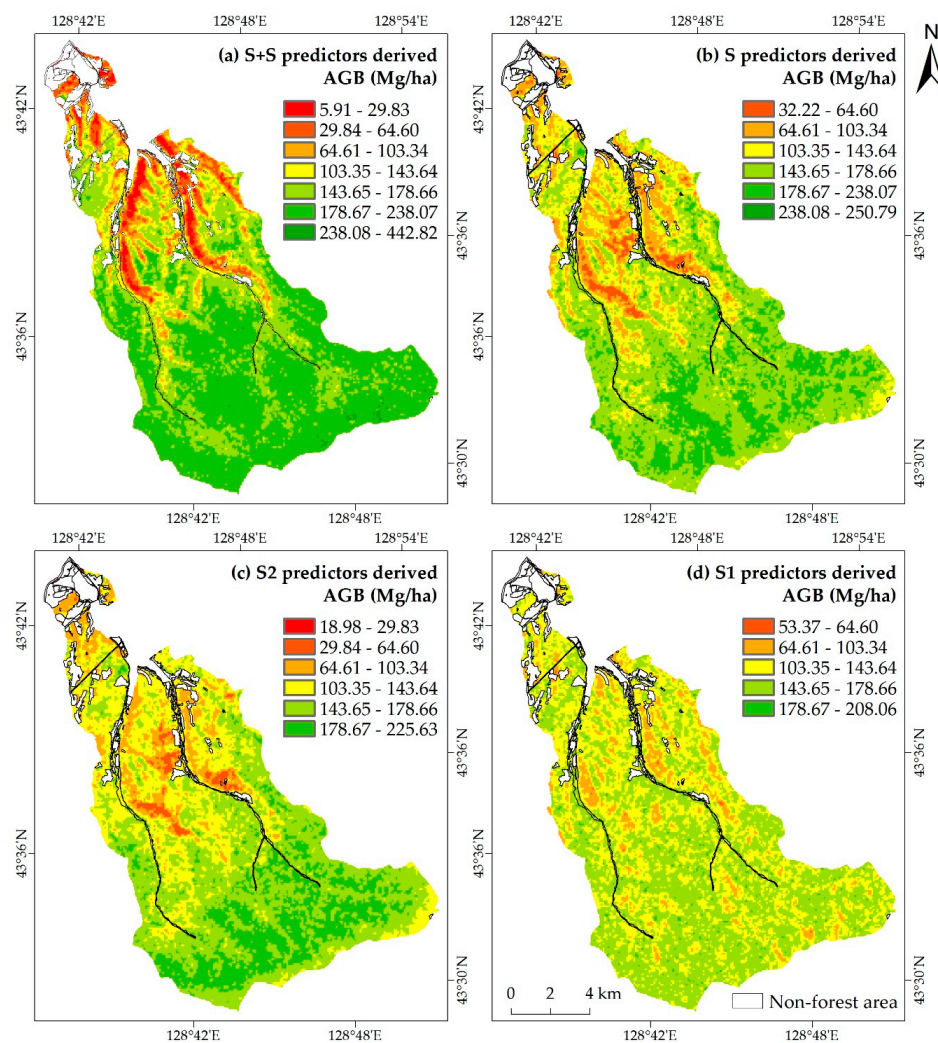 128°42'E 128°48'E 128°54'E
128°42'E 128°48'E 128°54'E
N
(a) S+S predictors derived
AGB (Mg/ha)
5.91 - 29.83
29.84 - 64.60
64.61 - 103.34
103.35 - 143.64
143.65 - 178.66
178.67 - 238.07
238.08 - 442.82
43°42'N
43°36'N
43°36'N
43°30'N
(b) S predictors derived
AGB (Mg/ha)
32.22 - 64.60
64.61 - 103.34
103.35 - 143.64
143.65 - 178.66
178.67 - 238.07
238.08 - 250.79
43°42'N
43°36'N
43°36'N
43°30'N
128°42'E 128°48'E
128°42'E 128°48'E
128°42'E 128°48'E 128°54'E
128°42'E 128°48'E 128°54'E
(c) S2 predictors derived
AGB (Mg/ha)
18.98 - 29.83
29.84 - 64.60
64.61 - 103.34
103.35 - 143.64
143.65 - 178.66
178.67 - 225.63
43°42'N
43°36'N
43°36'N
43°30'N
(d) S1 predictors derived
AGB (Mg/ha)
53.37 - 64.60
64.61 - 103.34
103.35 - 143.64
143.65 - 178.66
178.67 - 208.06
43°42'N
43°36'N
43°36'N
43°30'N
0 2 4 km
Non-forest area
128°42'E 128°48'E
128°42'E 128°48'E